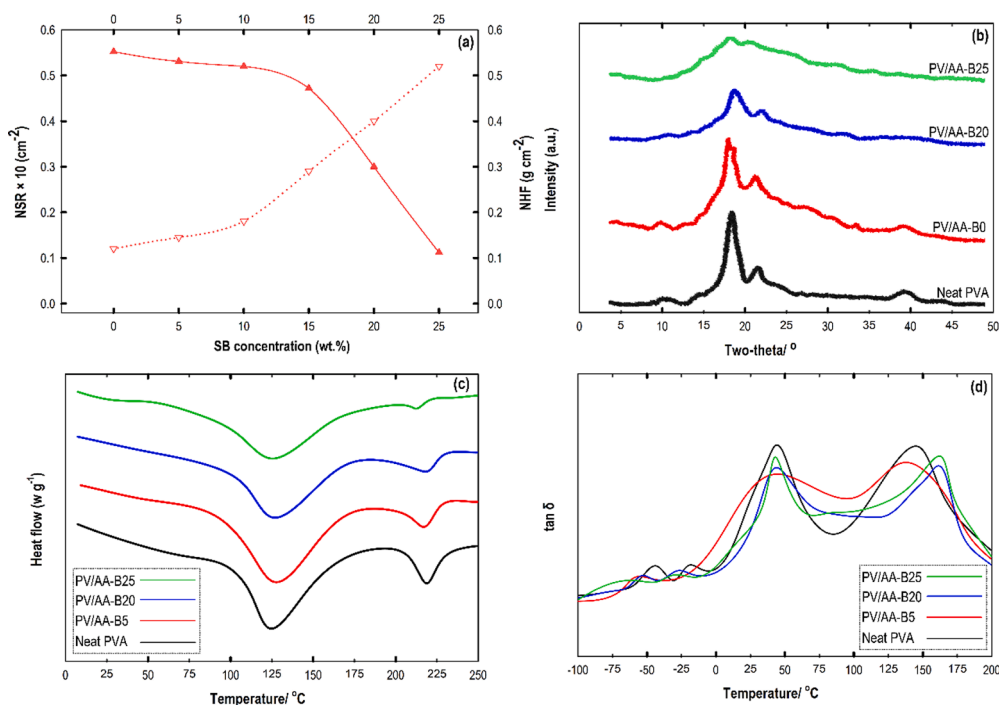 0 5 10 15 20 25
(a)
0.6 0.6
0.5 0.5
0.4 0.4
0.3 0.3
0.2 0.2
0.1 0.1
0.0 0.0
NSR × 10 (cm⁻²)
NHF (g cm⁻²)
0 5 10 15 20 25
SB concentration (wt.%)
(b)
PV/AA-B25
PV/AA-B20
PV/AA-B0
Neat PVA
Intensity (a.u.)
0 5 10 15 20 25 30 35 40 45 50
Two-theta/ °
(c)
Heat flow (w g⁻¹)
PV/AA-B25
PV/AA-B20
PV/AA-B5
Neat PVA
0 25 50 75 100 125 150 175 200 225 250
Temperature/ °C
(d)
tan δ
PV/AA-B25
PV/AA-B20
PV/AA-B5
Neat PVA
-100 -75 -50 -25 0 25 50 75 100 125 150 175 200
Temperature/ °C